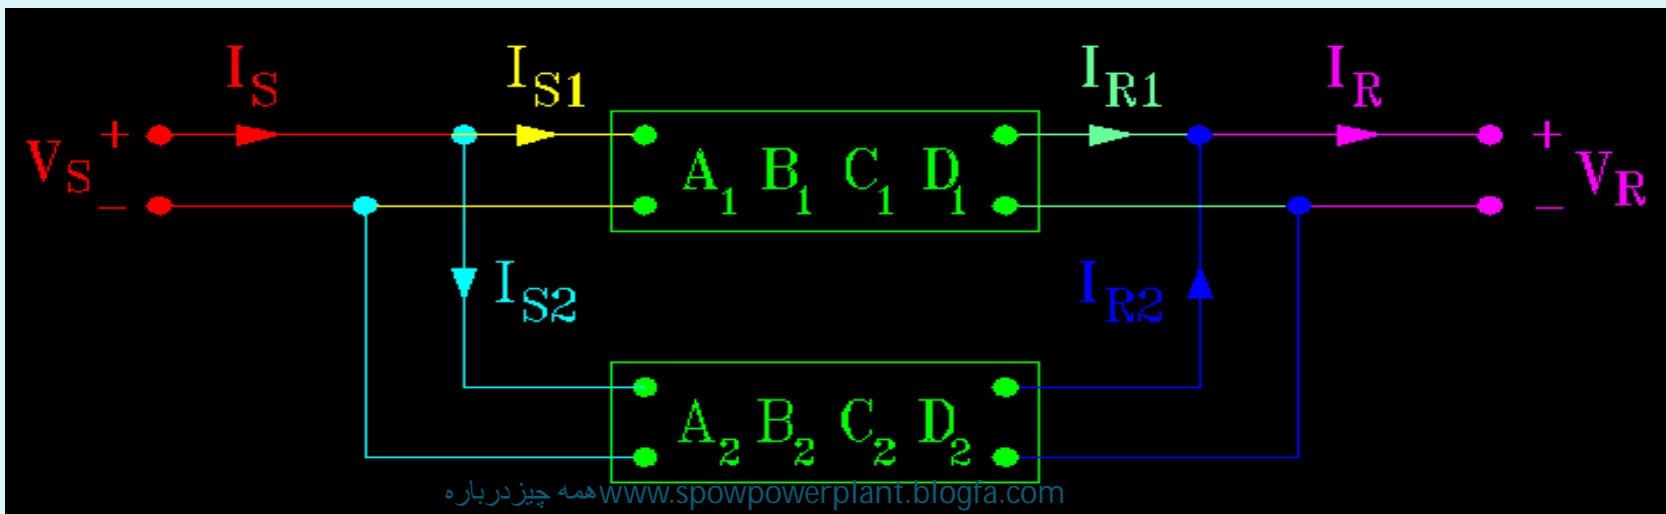 I_S I_S1 I_R1 I_R
+ +
V_S A_1 B_1 C_1 D_1 V_R
− −
I_S2 I_R2
A_2 B_2 C_2 D_2
همه چیز درباره www.spowpowerplant.blogfa.com